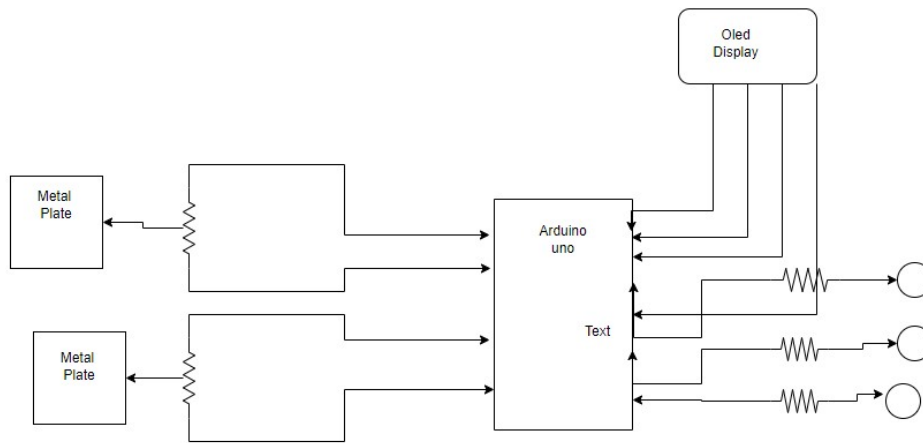 Oled
Display
Metal
Plate
Arduino
uno
Text
Metal
Plate